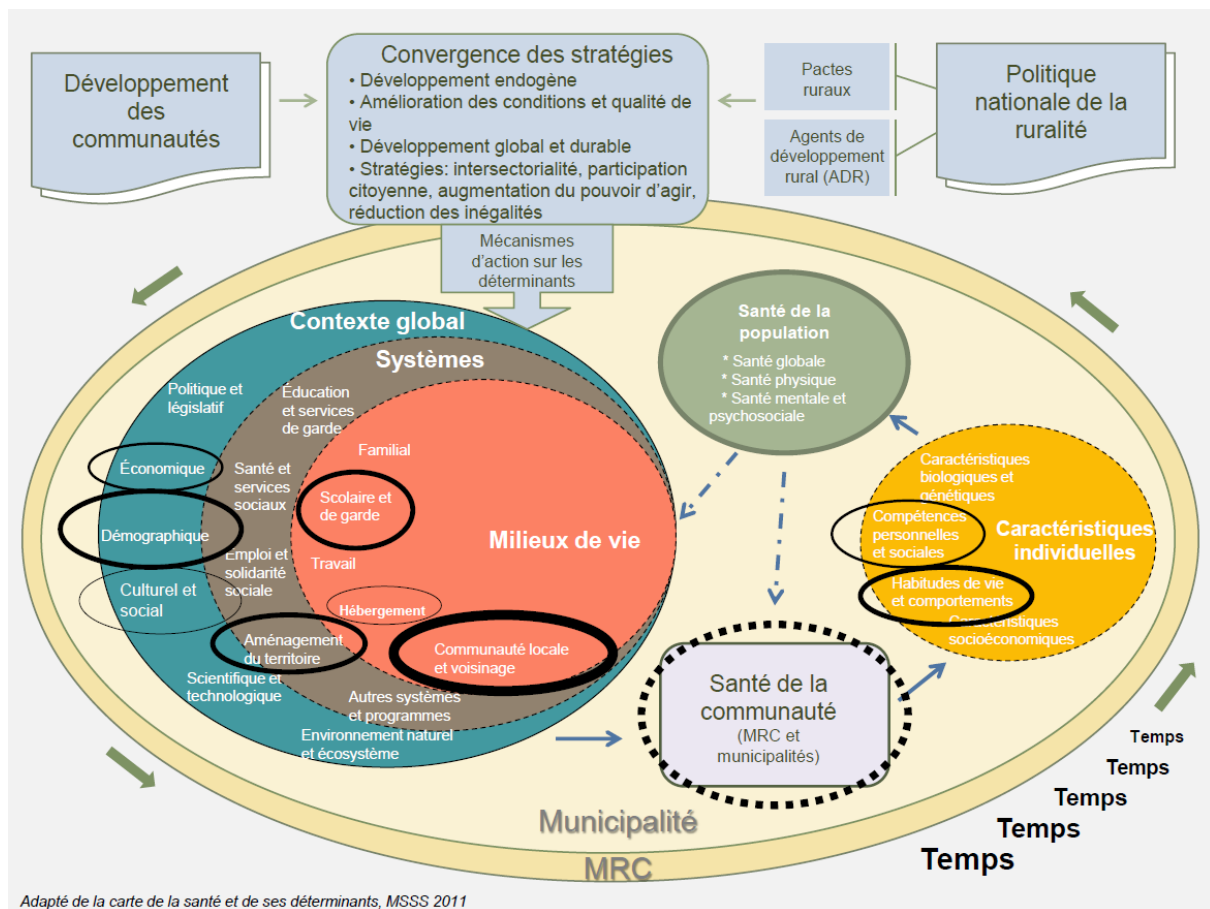 Développement
des
communautés
Convergence des stratégies
• Développement endogène
• Amélioration des conditions et qualité de
vie
• Développement global et durable
• Stratégies: intersectorialité, participation
citoyenne, augmentation du pouvoir d'agir,
réduction des inégalités
Pactes
ruraux
Agents de
développement
rural (ADR)
Politique
nationale de la
ruralité
Mécanismes
d'action sur les
déterminants
Contexte global
Politique et
législatif
Économique
Démographique
Culturel et
social
Scientifique et
technologique
Environnement naturel
et écosystème
Systèmes
Éducation
et services
de garde
Santé et
services
sociaux
Emploi et
solidarité
sociale
Aménagement
du territoire
Autres systèmes
et programmes
Milieux de vie
Familial
Scolaire et
de garde
Travail
Hébergement
Communauté locale
et voisinage
Santé de la
population
* Santé globale
* Santé physique
* Santé mentale et
psychosociale
Caractéristiques
biologiques et
génétiques
Compétences
personnelles
et sociales
Caractéristiques
individuelles
Habitudes de vie
et comportements
Caractéristiques
socioéconomiques
Santé de la
communauté
(MRC et
municipalités)
Temps
Temps
Temps
Temps
Temps
Municipalité
MRC
Adapté de la carte de la santé et de ses déterminants, MSSS 2011